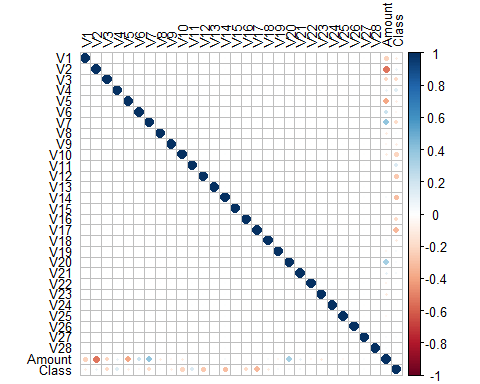 V1 V2 V3 V4 V5 V6 V7 V8 V9 V10 V11 V12 V13 V14 V15 V16 V17 V18 V19 V20 V21 V22 V23 V24 V25 V26 V27 V28 Amount Class
V1
V2
V3
V4
V5
V6
V7
V8
V9
V10
V11
V12
V13
V14
V15
V16
V17
V18
V19
V20
V21
V22
V23
V24
V25
V26
V27
V28
Amount
Class
1
0.8
0.6
0.4
0.2
0
-0.2
-0.4
-0.6
-0.8
-1